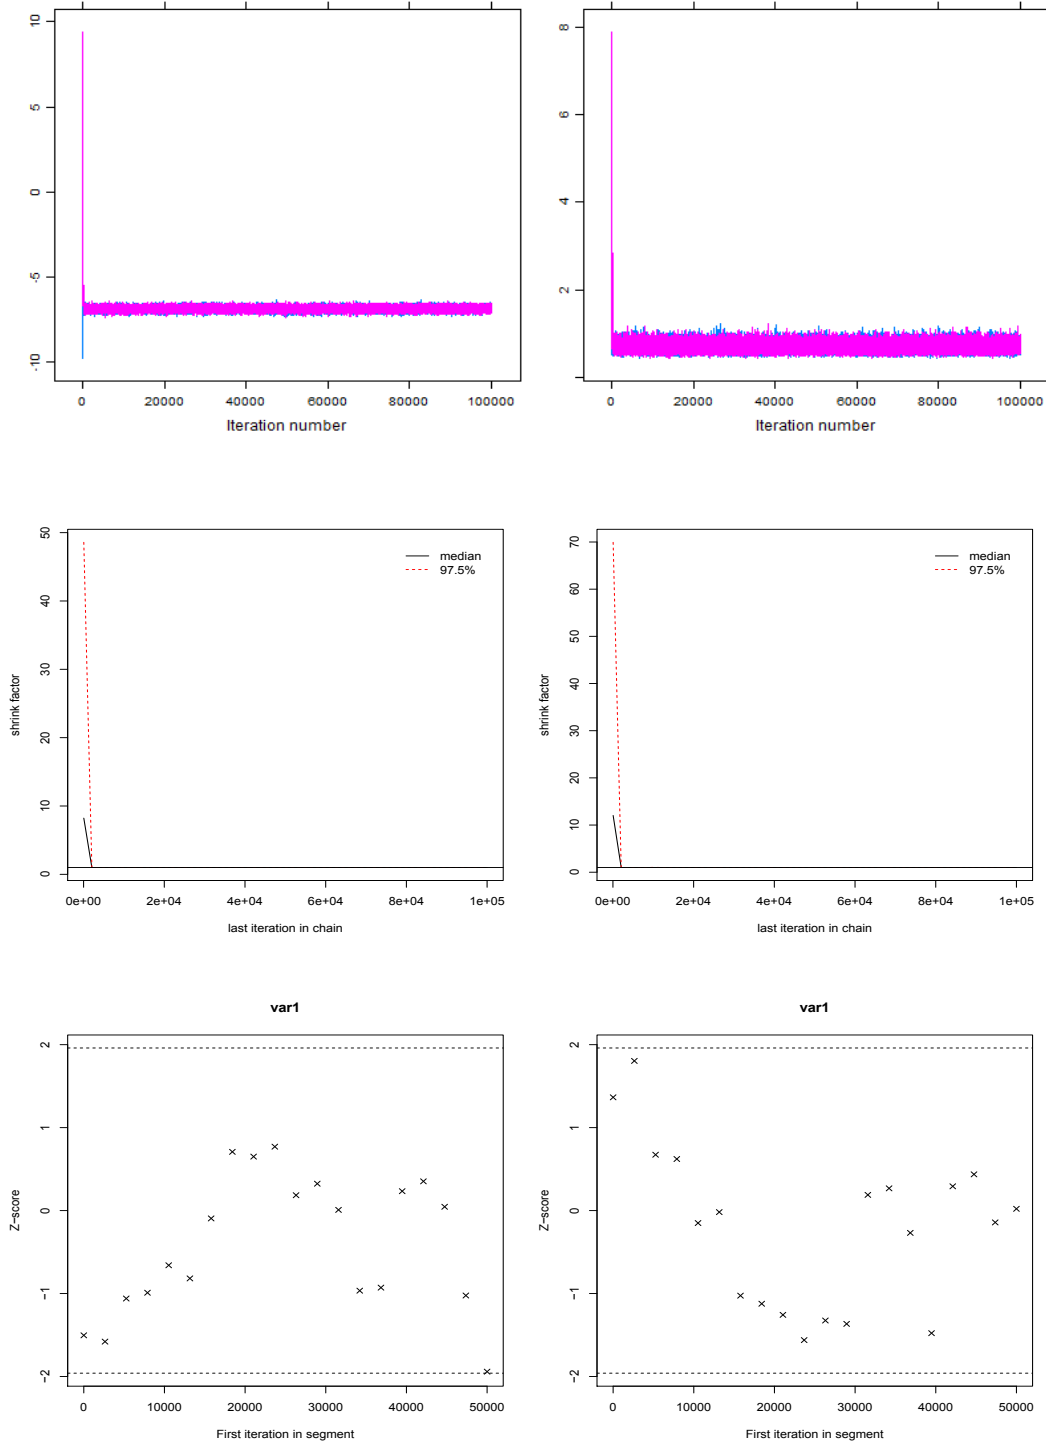 10
5
0
-5
-10
0 20000 40000 60000 80000 100000
Iteration number
8
6
4
2
0 20000 40000 60000 80000 100000
Iteration number
50
40
30
20
10
0
shrink factor
median
97.5%
0e+00 2e+04 4e+04 6e+04 8e+04 1e+05
last iteration in chain
70
60
50
40
30
20
10
0
shrink factor
median
97.5%
0e+00 2e+04 4e+04 6e+04 8e+04 1e+05
last iteration in chain
var1
2
1
0
−1
−2
Z−score
0 10000 20000 30000 40000 50000
First iteration in segment
var1
2
1
0
−1
−2
Z−score
0 10000 20000 30000 40000 50000
First iteration in segment